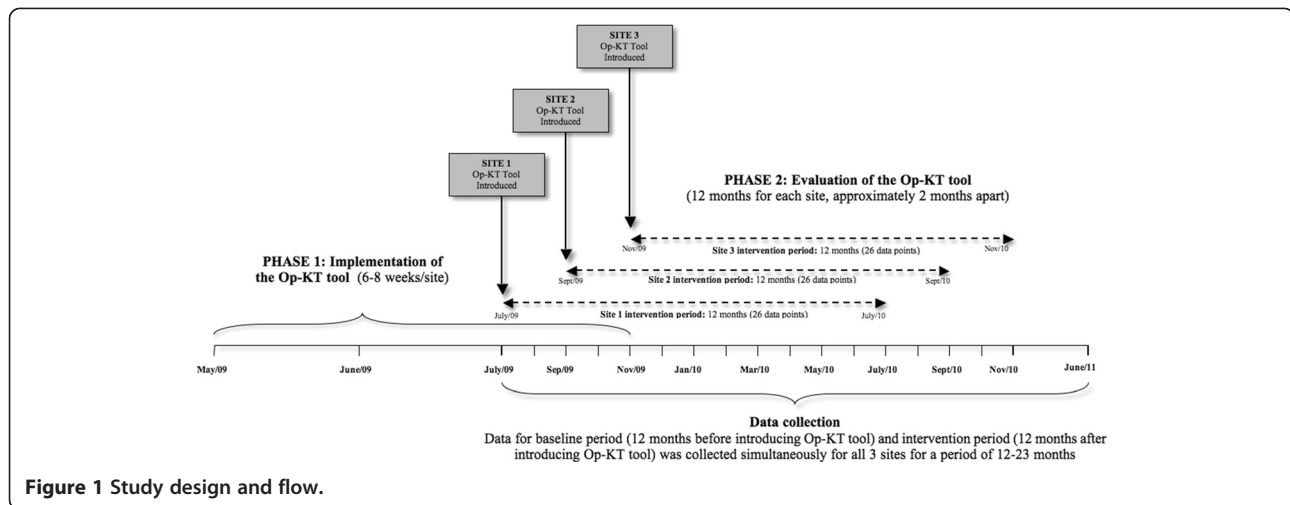 SITE 3
Op-KT Tool
Introduced
SITE 2
Op-KT Tool
Introduced
SITE 1
Op-KT Tool
Introduced
PHASE 2: Evaluation of the Op-KT tool
(12 months for each site, approximately 2 months apart)
Nov/09
Nov/10
Site 3 intervention period: 12 months (26 data points)
PHASE 1: Implementation of
the Op-KT tool (6-8 weeks/site)
Sept/09
Sept/10
Site 2 intervention period: 12 months (26 data points)
July/09
July/10
Site 1 intervention period: 12 months (26 data points)
May/09 June/09 July/09 Sep/09 Nov/09 Jan/10 Mar/10 May/10 July/10 Sept/10 Nov/10 June/11
Data collection
Data for baseline period (12 months before introducing Op-KT tool) and intervention period (12 months after
introducing Op-KT tool) was collected simultaneously for all 3 sites for a period of 12-23 months
Figure 1 Study design and flow.